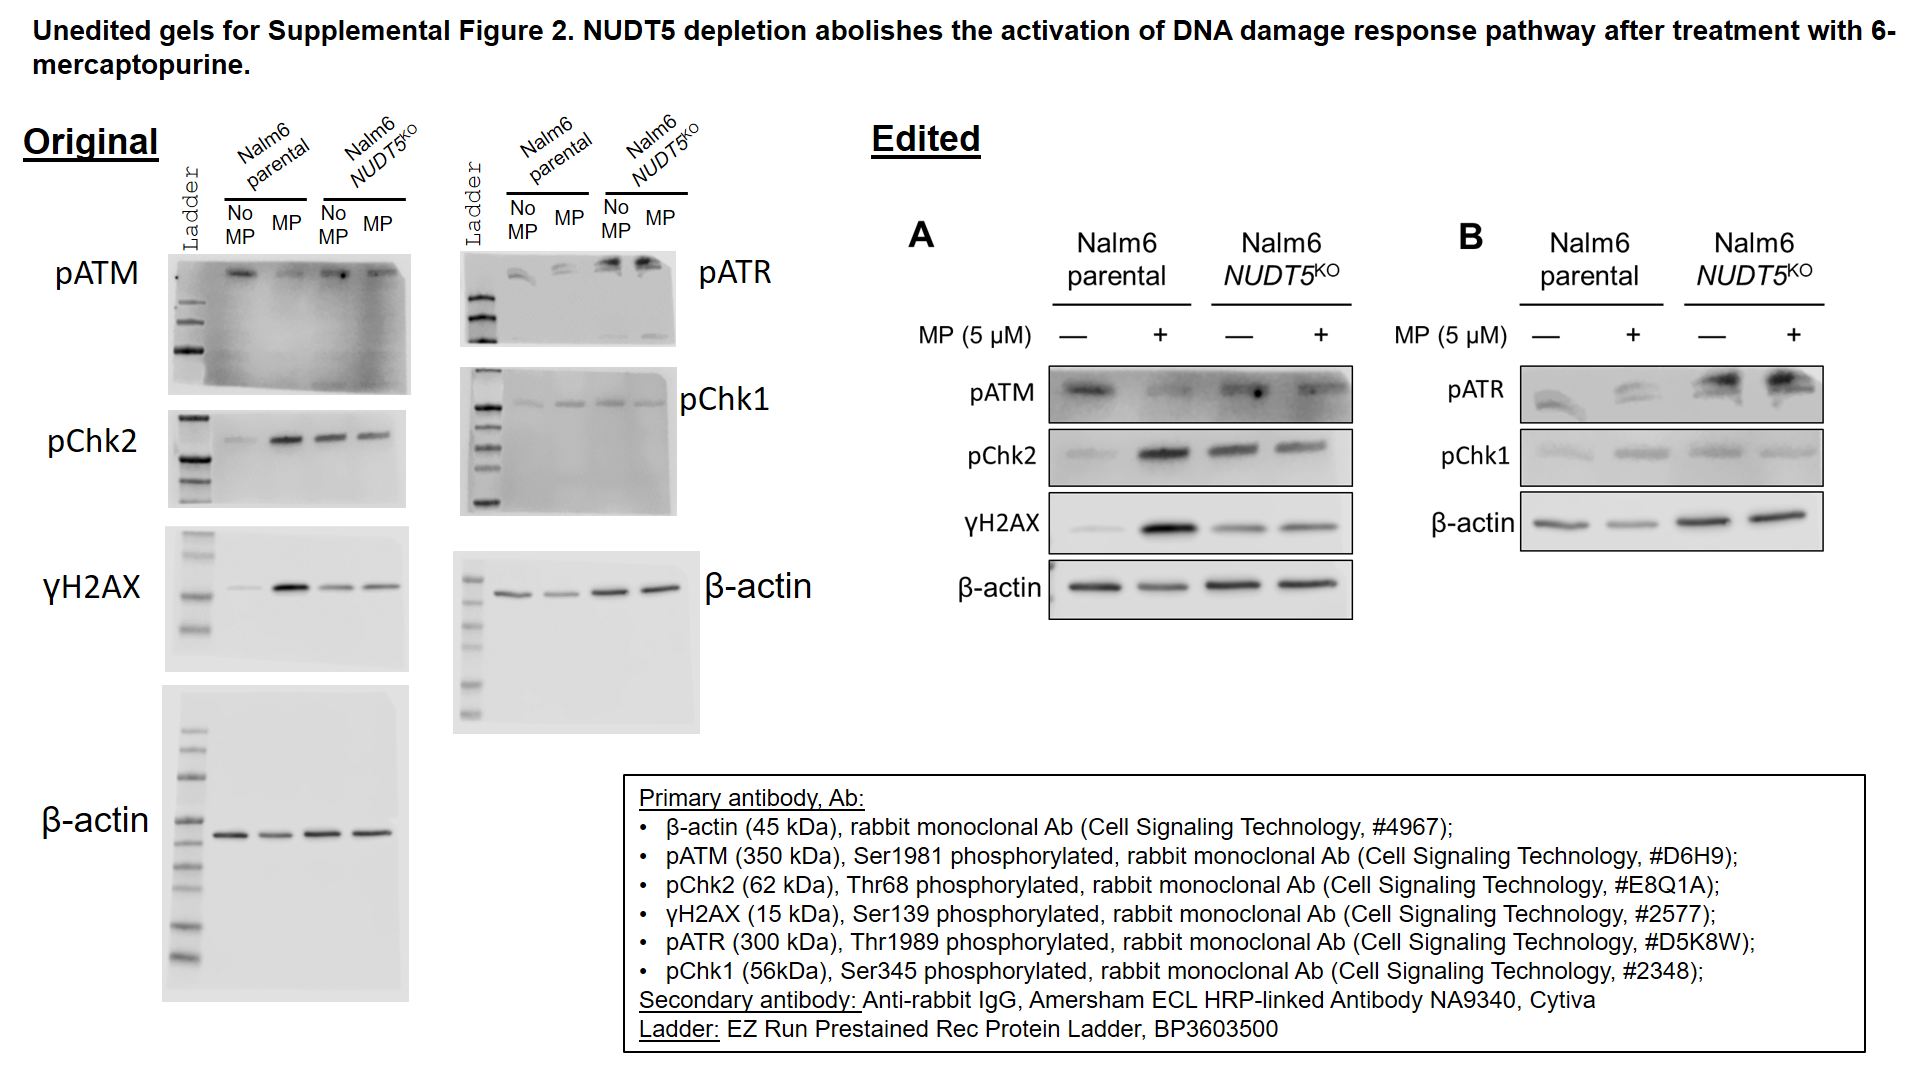 Unedited gels for Supplemental Figure 2. NUDT5 depletion abolishes the activation of DNA damage response pathway after treatment with 6-
mercaptopurine.
Original
Ladder
Nalm6
parental
Nalm6
NUDT5KO
No
MP
MP
No
MP
MP
pATM
pChk2
γH2AX
β-actin
Ladder
Nalm6
parental
Nalm6
NUDT5KO
No
MP
MP
No
MP
MP
pATR
pChk1
β-actin
Edited
A
Nalm6
parental
Nalm6
NUDT5KO
MP (5 µM) — + — +
pATM
pChk2
γH2AX
β-actin
B
Nalm6
parental
Nalm6
NUDT5KO
MP (5 µM) — + — +
pATR
pChk1
β-actin
Primary antibody, Ab:
• β-actin (45 kDa), rabbit monoclonal Ab (Cell Signaling Technology, #4967);
• pATM (350 kDa), Ser1981 phosphorylated, rabbit monoclonal Ab (Cell Signaling Technology, #D6H9);
• pChk2 (62 kDa), Thr68 phosphorylated, rabbit monoclonal Ab (Cell Signaling Technology, #E8Q1A);
• γH2AX (15 kDa), Ser139 phosphorylated, rabbit monoclonal Ab (Cell Signaling Technology, #2577);
• pATR (300 kDa), Thr1989 phosphorylated, rabbit monoclonal Ab (Cell Signaling Technology, #D5K8W);
• pChk1 (56kDa), Ser345 phosphorylated, rabbit monoclonal Ab (Cell Signaling Technology, #2348);
Secondary antibody: Anti-rabbit IgG, Amersham ECL HRP-linked Antibody NA9340, Cytiva
Ladder: EZ Run Prestained Rec Protein Ladder, BP3603500